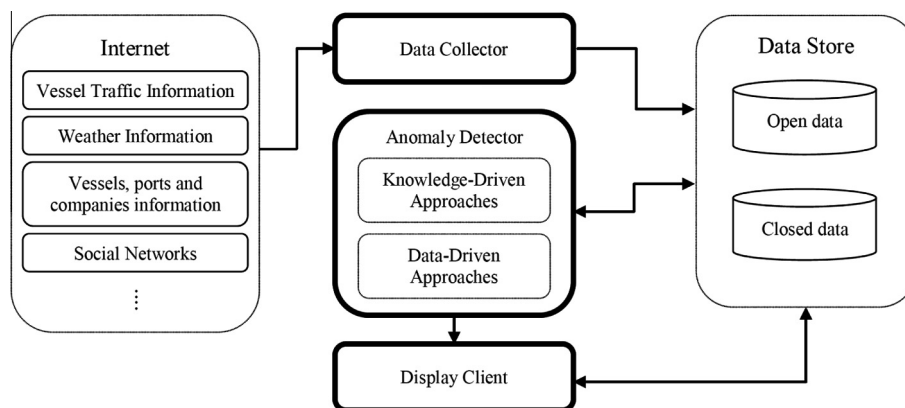 Internet
Vessel Traffic Information
Weather Information
Vessels, ports and
companies information
Social Networks
Data Collector
Anomaly Detector
Knowledge-Driven
Approaches
Data-Driven
Approaches
Display Client
Data Store
Open data
Closed data